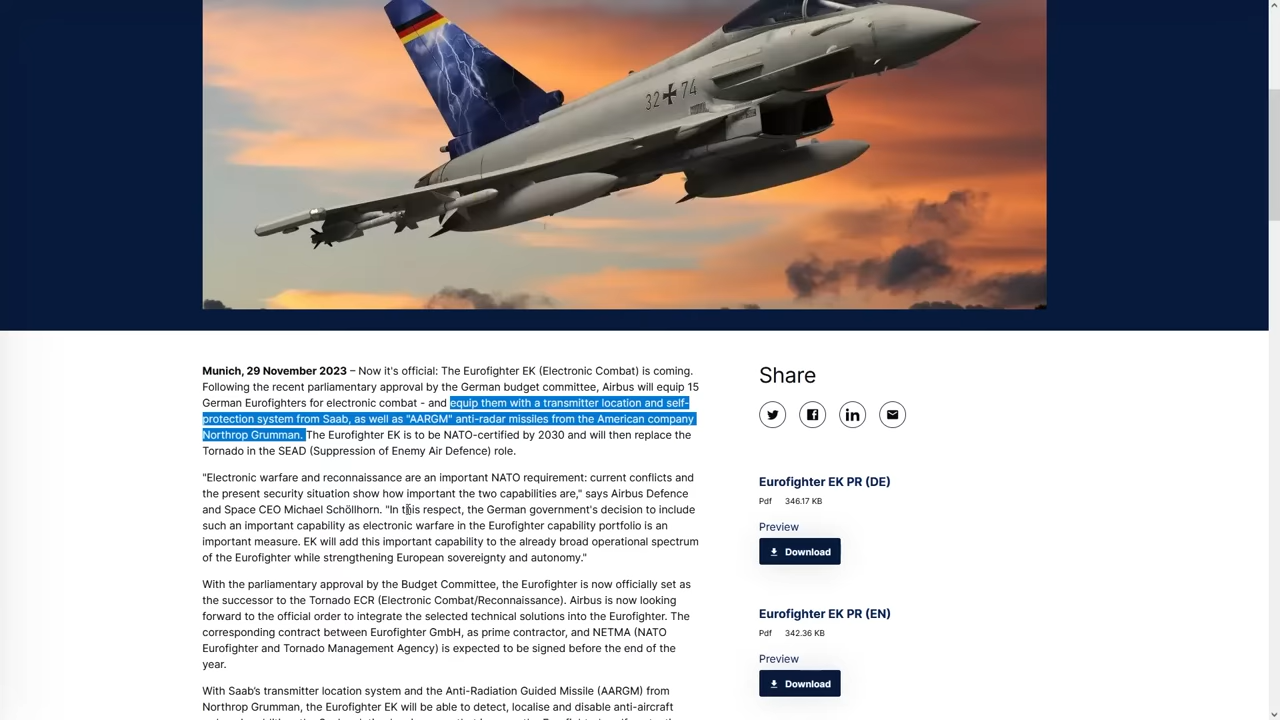 32 74
Munich, 29 November 2023 – Now it's official: The Eurofighter EK (Electronic Combat) is coming.
Following the recent parliamentary approval by the German budget committee, Airbus will equip 15
German Eurofighters for electronic combat - and equip them with a transmitter location and self-
protection system from Saab, as well as "AARGM" anti-radar missiles from the American company
Northrop Grumman. The Eurofighter EK is to be NATO-certified by 2030 and will then replace the
Tornado in the SEAD (Suppression of Enemy Air Defence) role.
"Electronic warfare and reconnaissance are an important NATO requirement: current conflicts and
the present security situation show how important the two capabilities are," says Airbus Defence
and Space CEO Michael Schöllhorn. "In this respect, the German government's decision to include
such an important capability as electronic warfare in the Eurofighter capability portfolio is an
important measure. EK will add this important capability to the already broad operational spectrum
of the Eurofighter while strengthening European sovereignty and autonomy."
With the parliamentary approval by the Budget Committee, the Eurofighter is now officially set as
the successor to the Tornado ECR (Electronic Combat/Reconnaissance). Airbus is now looking
forward to the official order to integrate the selected technical solutions into the Eurofighter. The
corresponding contract between Eurofighter GmbH, as prime contractor, and NETMA (NATO
Eurofighter and Tornado Management Agency) is expected to be signed before the end of the
year.
With Saab's transmitter location system and the Anti-Radiation Guided Missile (AARGM) from
Northrop Grumman, the Eurofighter EK will be able to detect, localise and disable anti-aircraft
Share
Eurofighter EK PR (DE)
Pdf 346.17 KB
Preview
Download
Eurofighter EK PR (EN)
Pdf 342.36 KB
Preview
Download